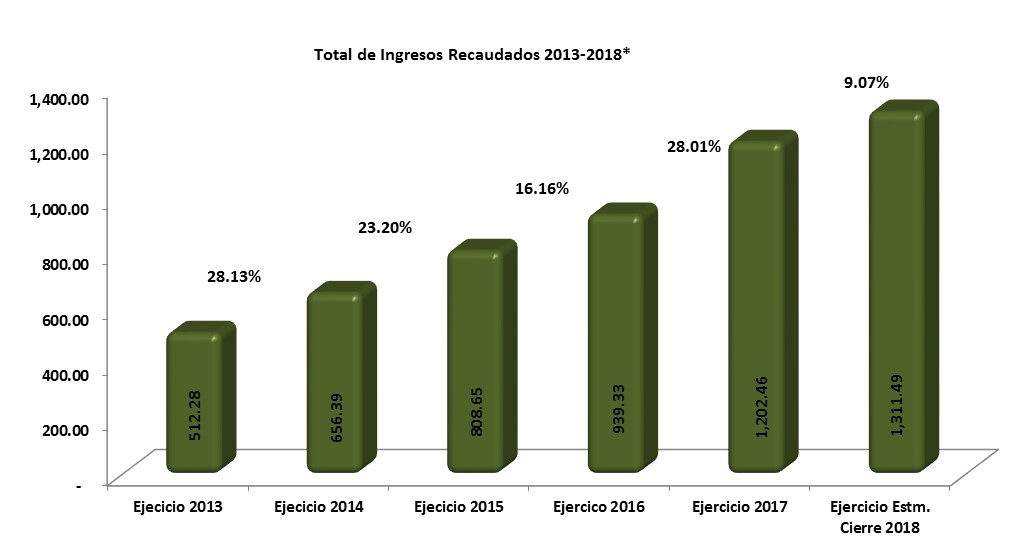 Total de Ingresos Recaudados 2013-2018*
9.07%
1,400.00
28.01%
1,200.00
16.16%
1,000.00
23.20%
800.00
28.13%
600.00
400.00
200.00
-
512.28
656.39
808.65
939.33
1,202.46
1,311.49
Ejecicio 2013
Ejecicio 2014
Ejecicio 2015
Ejercico 2016
Ejercicio 2017
Ejercicio Estm.
Cierre 2018